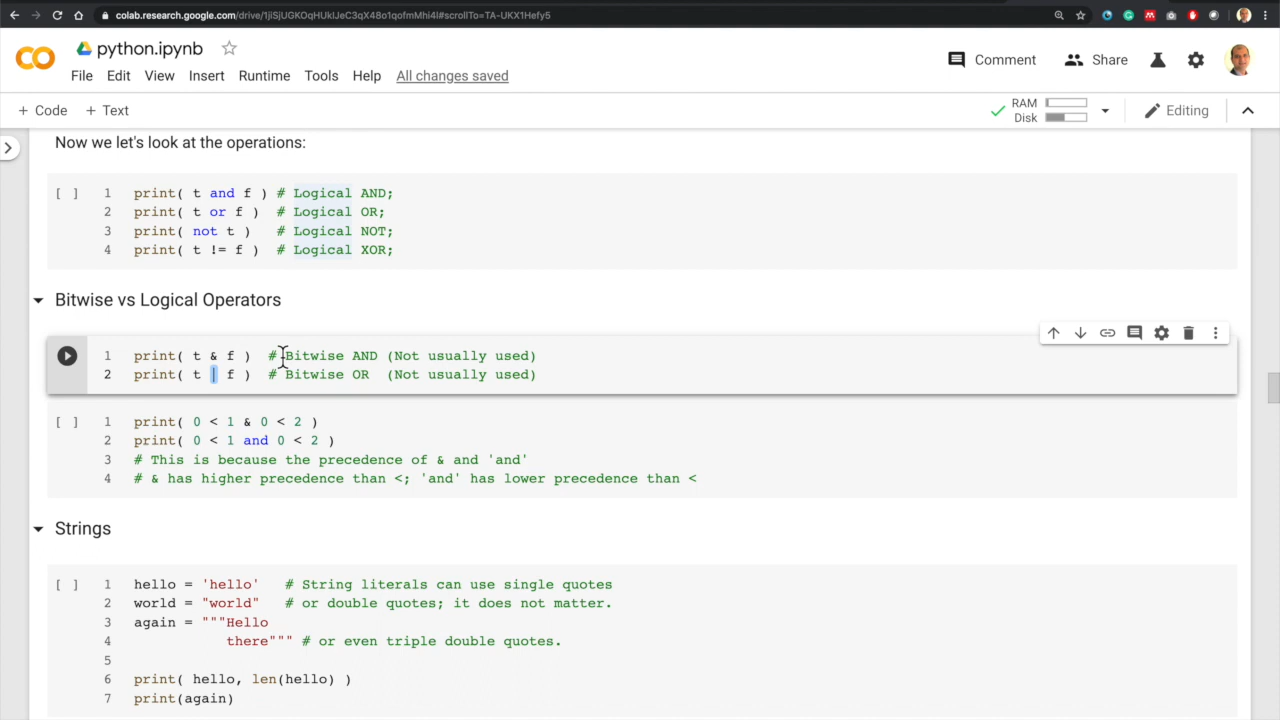 colab.research.google.com/drive/1jiSjUGKOqHUkIJeC3qX48o1qofmMhi4l#scrollTo=TA-UKX1Hefy5
CO
python.ipynb
File Edit View Insert Runtime Tools Help All changes saved
Comment
Share
+ Code + Text
RAM
Disk
Editing
Now we let's look at the operations:
[ ] 1 print( t and f ) # Logical AND;
2 print( t or f )  # Logical OR;
3 print( not t )   # Logical NOT;
4 print( t != f )  # Logical XOR;
Bitwise vs Logical Operators
1 print( t & f )  # Bitwise AND (Not usually used)
2 print( t | f )  # Bitwise OR  (Not usually used)
[ ] 1 print( 0 < 1 & 0 < 2 )
2 print( 0 < 1 and 0 < 2 )
3 # This is because the precedence of & and 'and'
4 # & has higher precedence than <; 'and' has lower precedence than <
Strings
[ ] 1 hello = 'hello'   # String literals can use single quotes
2 world = "world"   # or double quotes; it does not matter.
3 again = """Hello
4            there""" # or even triple double quotes.
5
6 print( hello, len(hello) )
7 print(again)